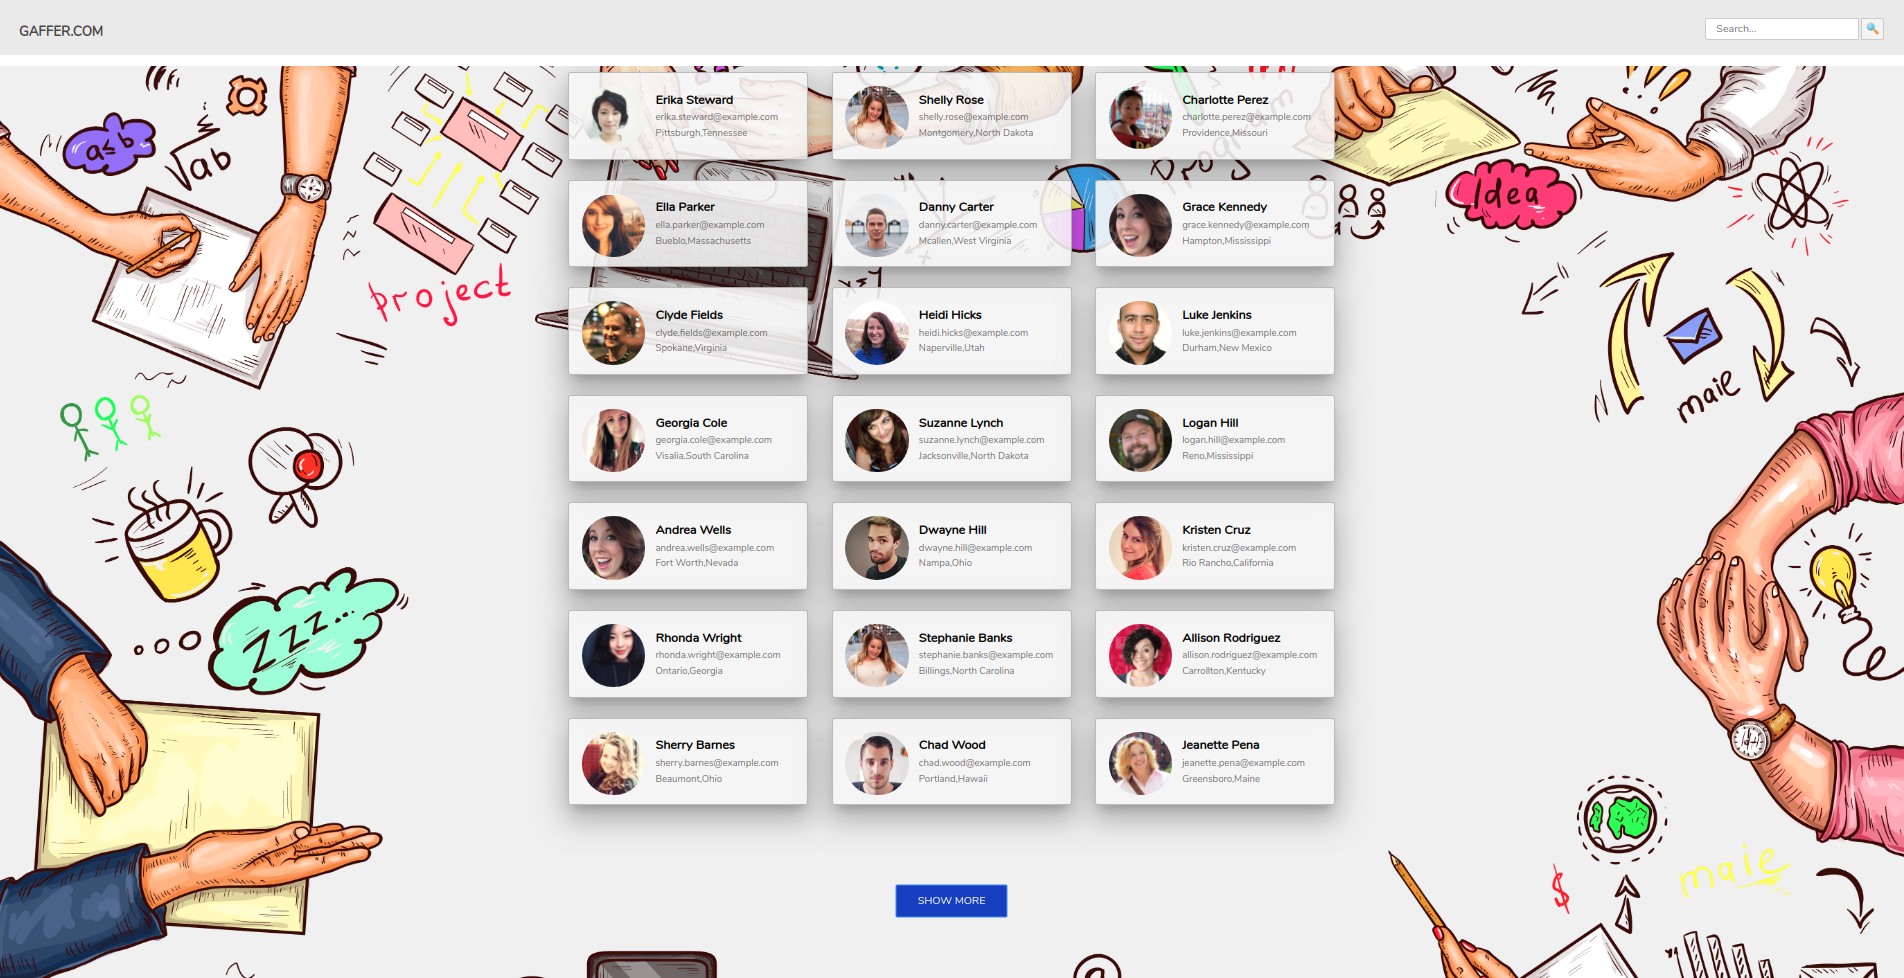 GAFFER.COM
Search...
a≤b
√ab
project
Idea
mail
Erika Steward
erika.steward@example.com
Pittsburgh,Tennessee
Shelly Rose
shelly.rose@example.com
Montgomery,North Dakota
Charlotte Perez
charlotte.perez@example.com
Providence,Missouri
Ella Parker
ella.parker@example.com
Bueblo,Massachusetts
Danny Carter
danny.carter@example.com
Mcallen,West Virginia
Grace Kennedy
grace.kennedy@example.com
Hampton,Mississippi
Clyde Fields
clyde.fields@example.com
Spokane,Virginia
Heidi Hicks
heidi.hicks@example.com
Naperville,Utah
Luke Jenkins
luke.jenkins@example.com
Durham,New Mexico
Georgia Cole
georgia.cole@example.com
Visalia,South Carolina
Suzanne Lynch
suzanne.lynch@example.com
Jacksonville,North Dakota
Logan Hill
logan.hill@example.com
Reno,Mississippi
Andrea Wells
andrea.wells@example.com
Fort Worth,Nevada
Dwayne Hill
dwayne.hill@example.com
Nampa,Ohio
Kristen Cruz
kristen.cruz@example.com
Rio Rancho,California
Rhonda Wright
rhonda.wright@example.com
Ontario,Georgia
Stephanie Banks
stephanie.banks@example.com
Billings,North Carolina
Allison Rodriguez
allison.rodriguez@example.com
Carrollton,Kentucky
Sherry Barnes
sherry.barnes@example.com
Beaumont,Ohio
Chad Wood
chad.wood@example.com
Portland,Hawaii
Jeanette Pena
jeanette.pena@example.com
Greensboro,Maine
zzz...
$
mail
SHOW MORE
@